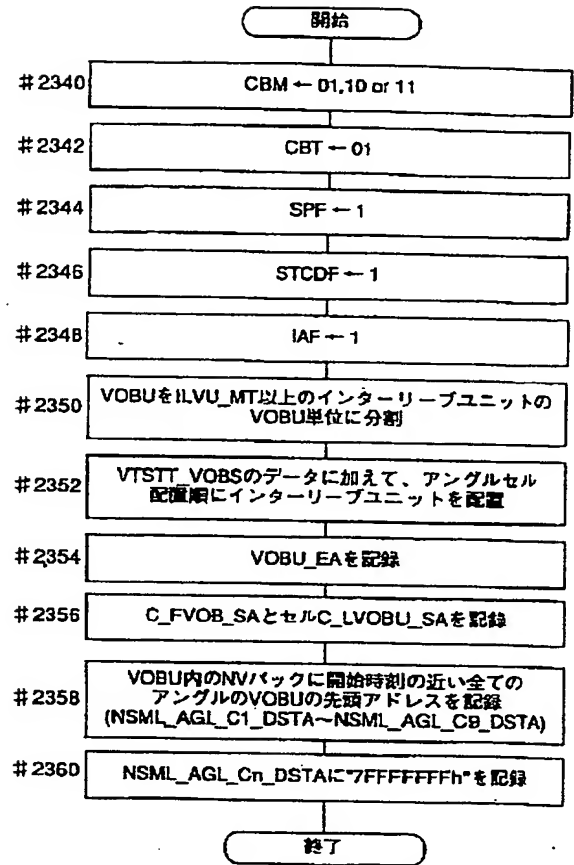 開始
#2340
CBM ← 01,10 or 11
#2342
CBT ← 01
#2344
SPF ← 1
#2346
STCDF ← 1
#2348
IAF ← 1
#2350
VOBUをILVU_MT以上のインターリーブユニットの
VOBU単位に分割
#2352
VTSTT_VOBSのデータに加えて、アングルセル
配置順にインターリーブユニットを配置
#2354
VOBU_EAを記録
#2356
C_FVOB_SAとセルC_LVOBU_SAを記録
#2358
VOBU内のNVパックに開始時刻の近い全ての
アングルのVOBUの先頭アドレスを記録
(NSML_AGL_C1_DSTA～NSML_AGL_C9_DSTA)
#2360
NSML_AGL_Cn_DSTAに"7FFFFFFFh"を記録
終了